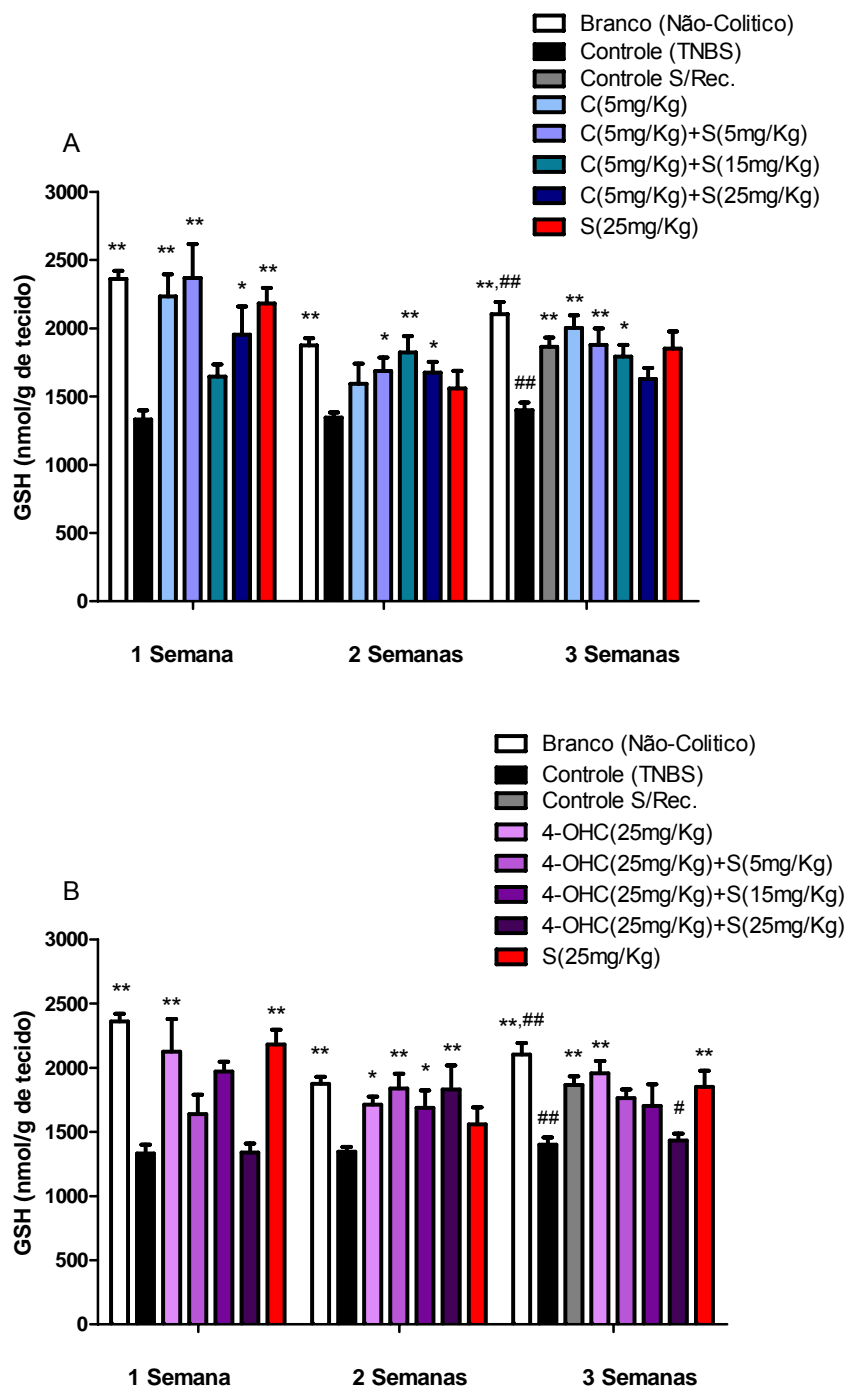 Branco (Não-Colitico)
Controle (TNBS)
Controle S/Rec.
C(5mg/Kg)
C(5mg/Kg)+S(5mg/Kg)
C(5mg/Kg)+S(15mg/Kg)
C(5mg/Kg)+S(25mg/Kg)
S(25mg/Kg)
A
GSH (nmol/g de tecido)
3000
2500
2000
1500
1000
500
0
** ** ** * **
** * ** *
**,## ## ** ** ** *
1 Semana 2 Semanas 3 Semanas
Branco (Não-Colitico)
Controle (TNBS)
Controle S/Rec.
4-OHC(25mg/Kg)
4-OHC(25mg/Kg)+S(5mg/Kg)
4-OHC(25mg/Kg)+S(15mg/Kg)
4-OHC(25mg/Kg)+S(25mg/Kg)
S(25mg/Kg)
B
GSH (nmol/g de tecido)
3000
2500
2000
1500
1000
500
0
** ** **
** * ** * **
**,## ## ** ** # **
1 Semana 2 Semanas 3 Semanas